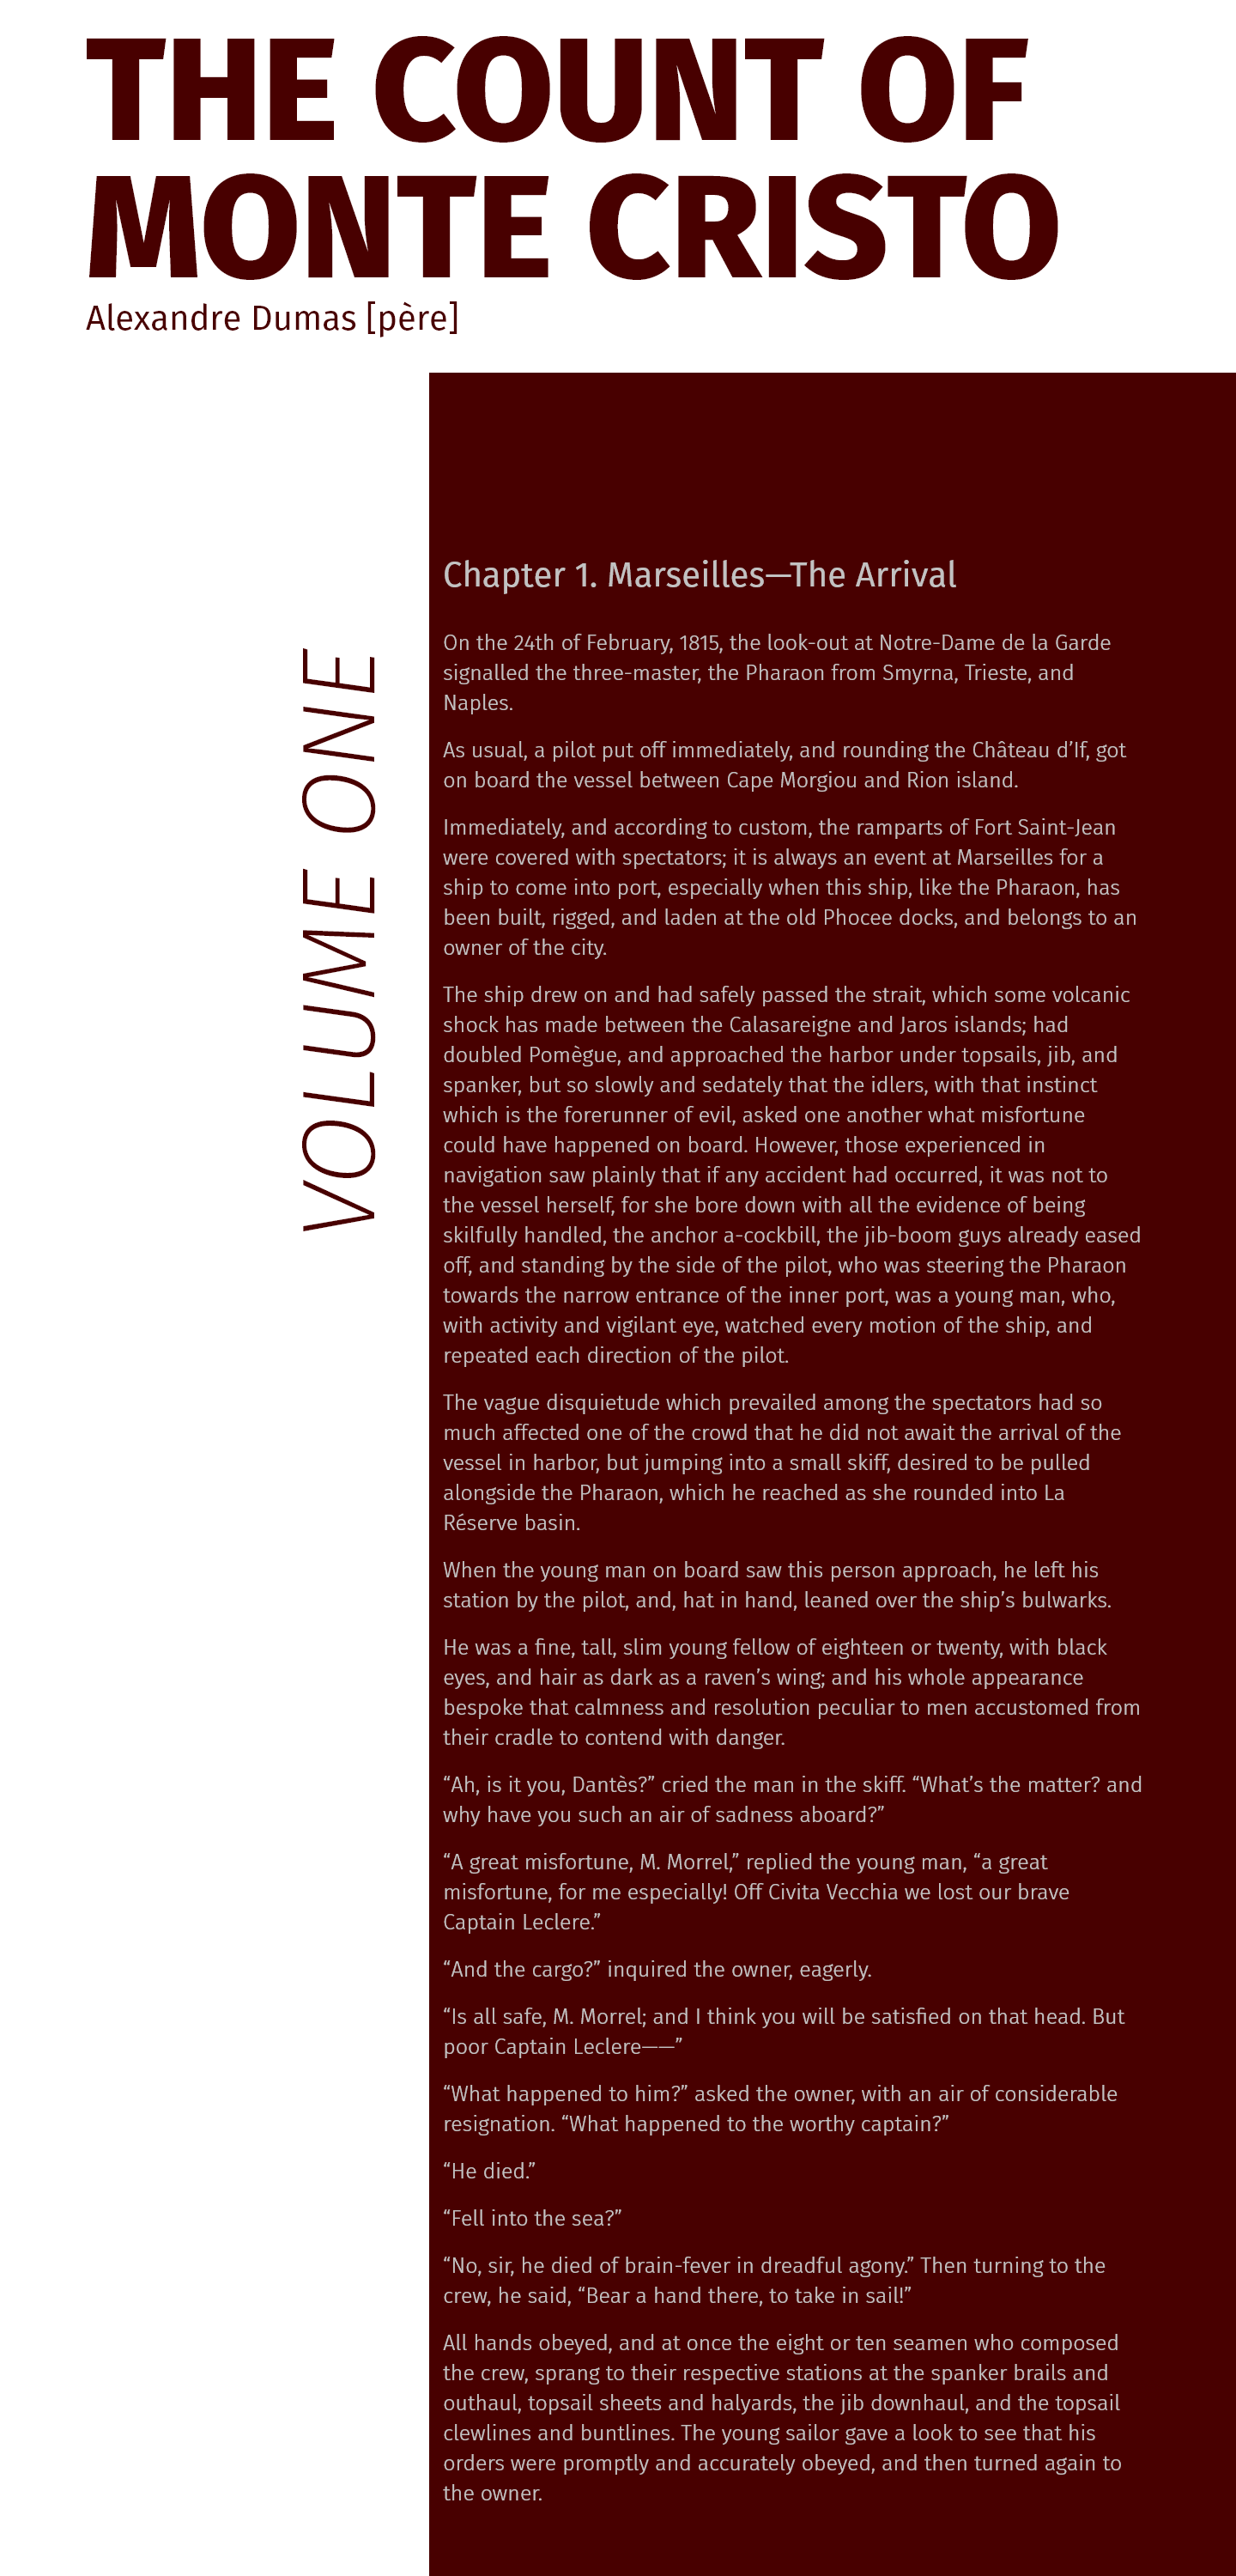 THE COUNT OF
MONTE CRISTO
Alexandre Dumas [père]
VOLUME ONE
Chapter 1. Marseilles—The Arrival
On the 24th of February, 1815, the look-out at Notre-Dame de la Garde
signalled the three-master, the Pharaon from Smyrna, Trieste, and
Naples.
As usual, a pilot put off immediately, and rounding the Château d’If, got
on board the vessel between Cape Morgiou and Rion island.
Immediately, and according to custom, the ramparts of Fort Saint-Jean
were covered with spectators; it is always an event at Marseilles for a
ship to come into port, especially when this ship, like the Pharaon, has
been built, rigged, and laden at the old Phocee docks, and belongs to an
owner of the city.
The ship drew on and had safely passed the strait, which some volcanic
shock has made between the Calasareigne and Jaros islands; had
doubled Pomègue, and approached the harbor under topsails, jib, and
spanker, but so slowly and sedately that the idlers, with that instinct
which is the forerunner of evil, asked one another what misfortune
could have happened on board. However, those experienced in
navigation saw plainly that if any accident had occurred, it was not to
the vessel herself, for she bore down with all the evidence of being
skilfully handled, the anchor a-cockbill, the jib-boom guys already eased
off, and standing by the side of the pilot, who was steering the Pharaon
towards the narrow entrance of the inner port, was a young man, who,
with activity and vigilant eye, watched every motion of the ship, and
repeated each direction of the pilot.
The vague disquietude which prevailed among the spectators had so
much affected one of the crowd that he did not await the arrival of the
vessel in harbor, but jumping into a small skiff, desired to be pulled
alongside the Pharaon, which he reached as she rounded into La
Réserve basin.
When the young man on board saw this person approach, he left his
station by the pilot, and, hat in hand, leaned over the ship’s bulwarks.
He was a fine, tall, slim young fellow of eighteen or twenty, with black
eyes, and hair as dark as a raven’s wing; and his whole appearance
bespoke that calmness and resolution peculiar to men accustomed from
their cradle to contend with danger.
“Ah, is it you, Dantès?” cried the man in the skiff. “What’s the matter? and
why have you such an air of sadness aboard?”
“A great misfortune, M. Morrel,” replied the young man, “a great
misfortune, for me especially! Off Civita Vecchia we lost our brave
Captain Leclere.”
“And the cargo?” inquired the owner, eagerly.
“Is all safe, M. Morrel; and I think you will be satisfied on that head. But
poor Captain Leclere——”
“What happened to him?” asked the owner, with an air of considerable
resignation. “What happened to the worthy captain?”
“He died.”
“Fell into the sea?”
“No, sir, he died of brain-fever in dreadful agony.” Then turning to the
crew, he said, “Bear a hand there, to take in sail!”
All hands obeyed, and at once the eight or ten seamen who composed
the crew, sprang to their respective stations at the spanker brails and
outhaul, topsail sheets and halyards, the jib downhaul, and the topsail
clewlines and buntlines. The young sailor gave a look to see that his
orders were promptly and accurately obeyed, and then turned again to
the owner.